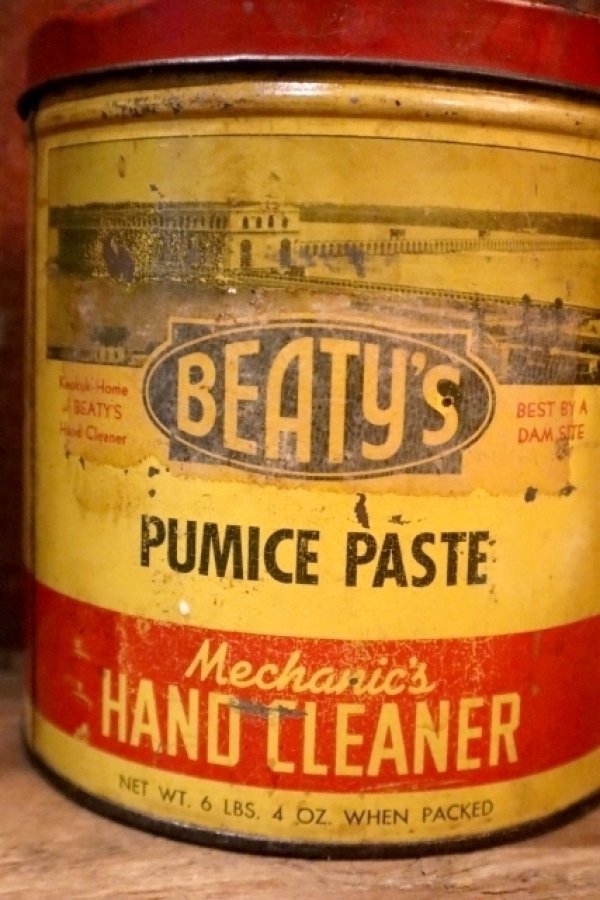 BEATY'S
Keokuk-Home
of BEATY'S
Hand Cleaner
BEST BY A
DAM SITE
PUMICE PASTE
Mechanic's
HAND CLEANER
NET WT. 6 LBS. 4 OZ. WHEN PACKED